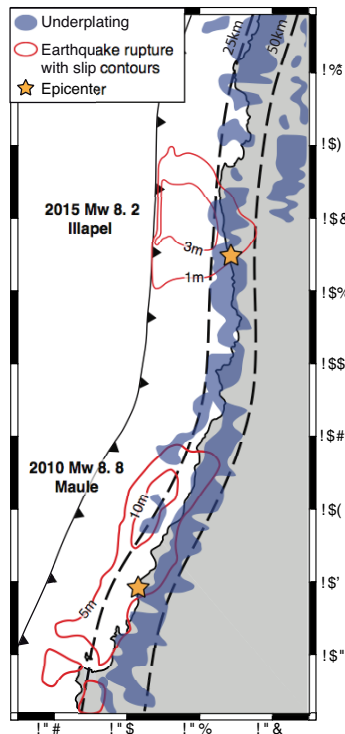 Underplating
Earthquake rupture
with slip contours
Epicenter
25km
50km
!%
!$)
2015 Mw 8. 2
Illapel
!$&
3m
1m
!$%
!$$
!$#
2010 Mw 8. 8
Maule
10m
!$(
!$'
5m
!$"
!"#
!"$
!"%
!"&